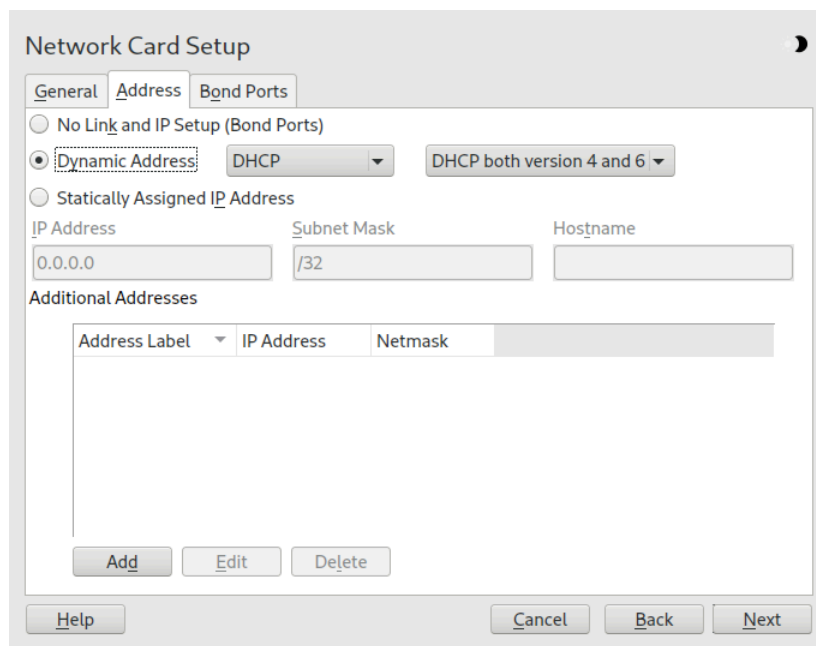 Network Card Setup
General Address Bond Ports
No Link and IP Setup (Bond Ports)
Dynamic Address DHCP DHCP both version 4 and 6
Statically Assigned IP Address
IP Address Subnet Mask Hostname
0.0.0.0 /32
Additional Addresses
Address Label IP Address Netmask
Add Edit Delete
Help Cancel Back Next